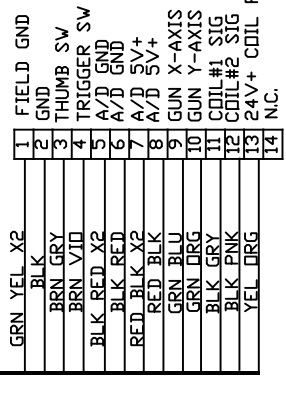 GRN YEL X2 1 FIELD GND
BLK 2 GND
BRN GRY 3 THUMB SW
BRN VIO 4 TRIGGER SW
BLK RED X2 5 A/D GND
BLK RED 6 A/D GND
RED BLK X2 7 A/D 5V+
RED BLK 8 A/D 5V+
GRN BLU 9 GUN X-AXIS
GRN ORG 10 GUN Y-AXIS
BLK GRY 11 COIL#1 SIG
BLK PNK 12 COIL#2 SIG
YEL ORG 13 24V+ COIL
14 N.C.